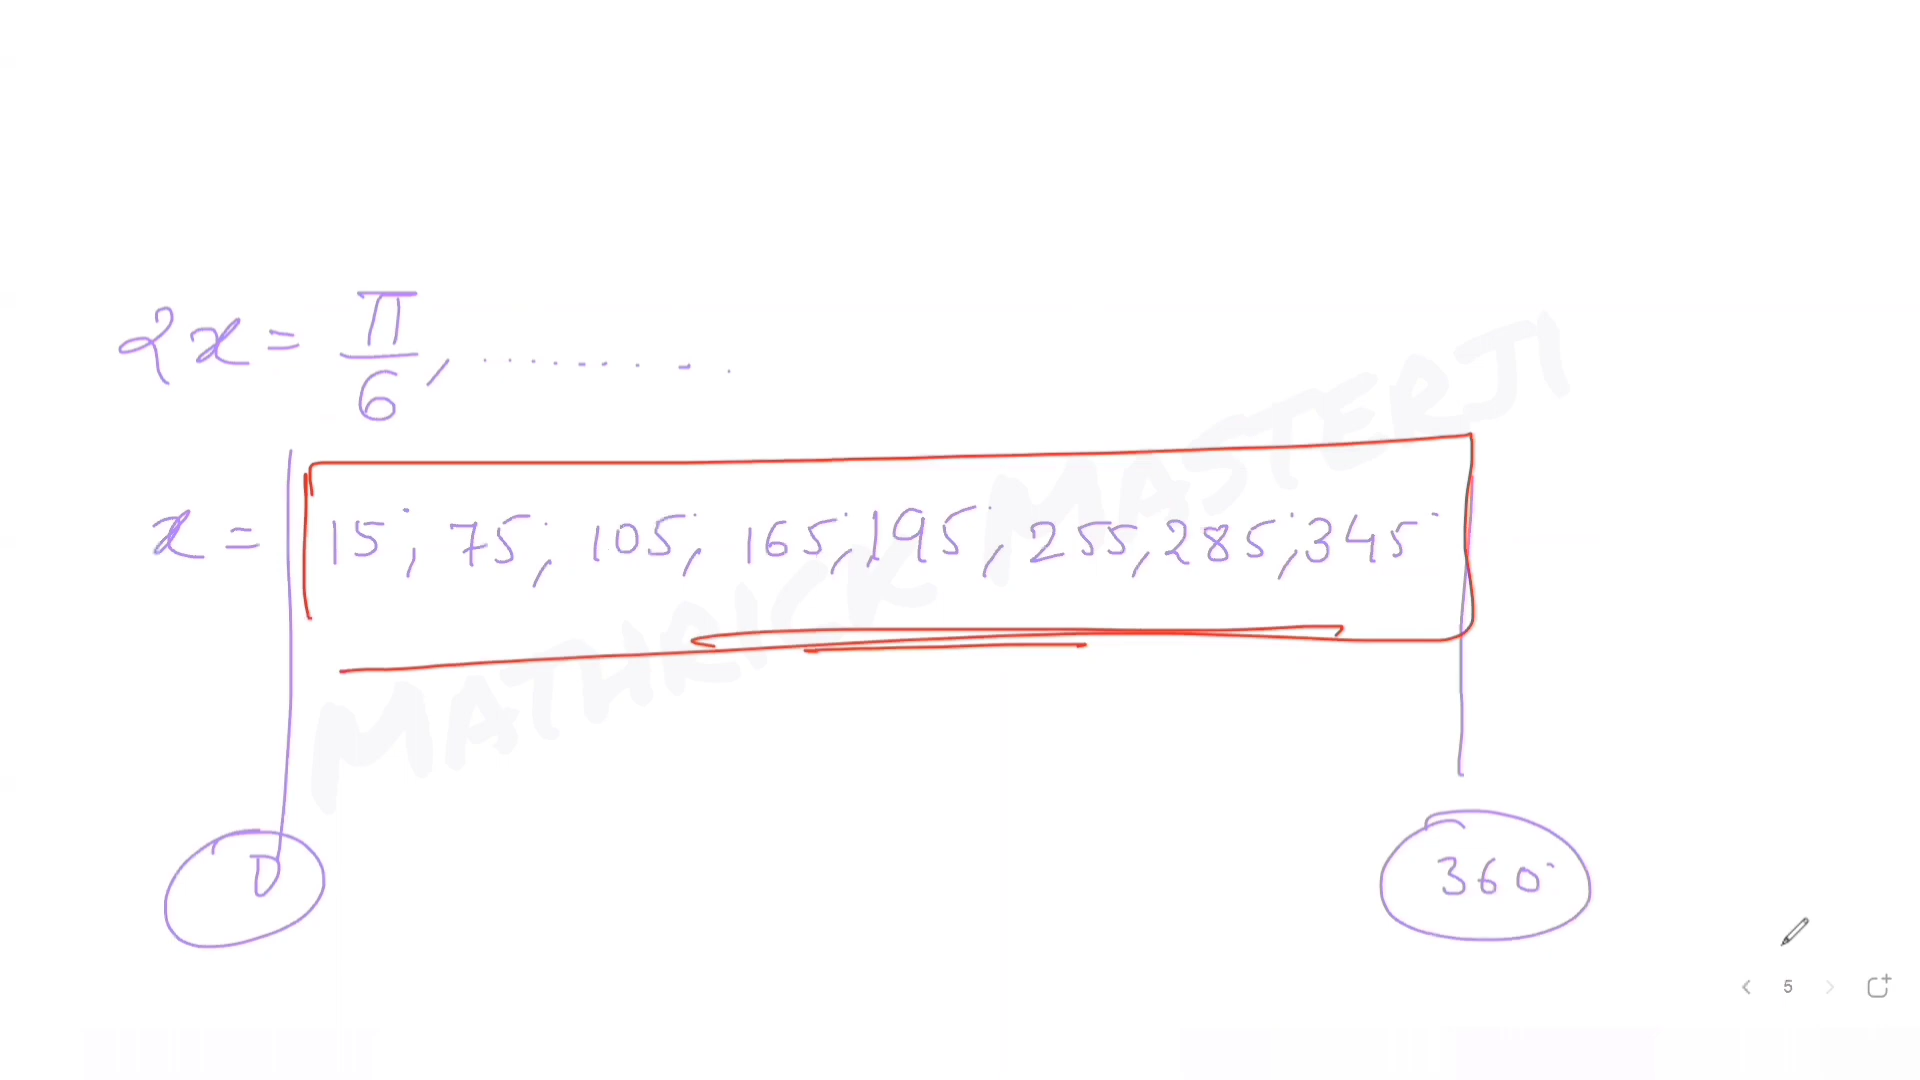 2x = π/6, ..........
x = 15°, 75°, 105°, 165°, 195°, 255, 285°, 345°
0 360°
MATHRICK MASTERJI
5